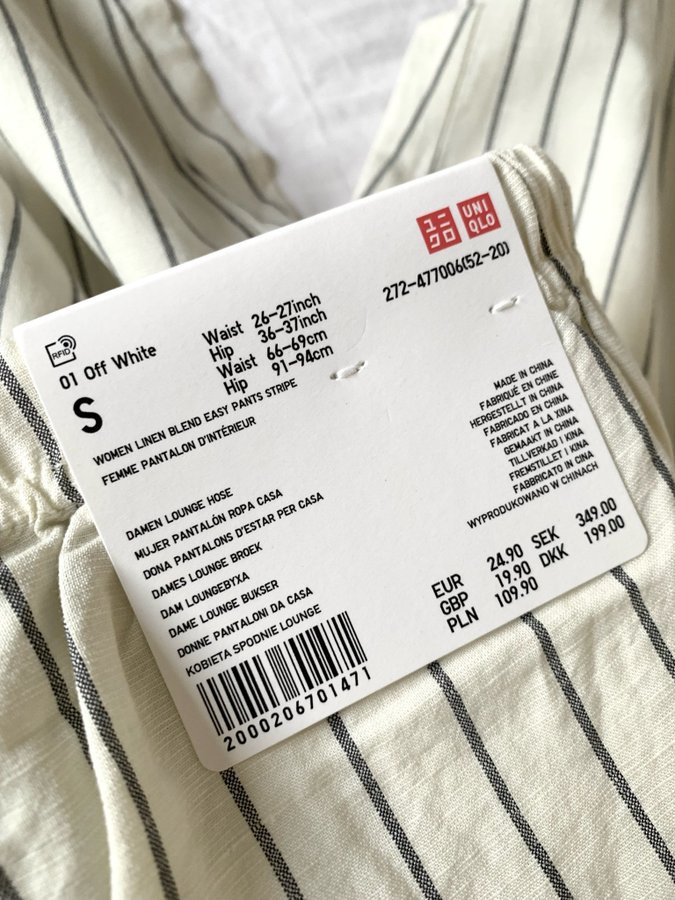 ユニ
クロ
UNI
QLO
272-477006(52-20)
RFID
01 Off White
S
Waist 26-27inch
Hip 36-37inch
Waist 66-69cm
Hip 91-94cm
WOMEN LINEN BLEND EASY PANTS STRIPE
FEMME PANTALON D'INTÉRIEUR
DAMEN LOUNGE HOSE
MUJER PANTALÓN ROPA CASA
DONA PANTALONS D'ESTAR PER CASA
DAMES LOUNGE BROEK
DAM LOUNGEBYXA
DAME LOUNGE BUKSER
DONNE PANTALONI DA CASA
KOBIETA SPODNIE LOUNGE
MADE IN CHINA
FABRIQUÉ EN CHINE
HERGESTELLT IN CHINA
FABRICADO EN CHINA
FABRICAT A LA XINA
GEMAAKT IN CHINA
TILLVERKAD I KINA
FREMSTILLET I KINA
FABBRICATO IN CINA
WYPRODUKOWANO W CHINACH
EUR 24.90 SEK 349.00
GBP 19.90 DKK 199.00
PLN 109.90
2000206701471